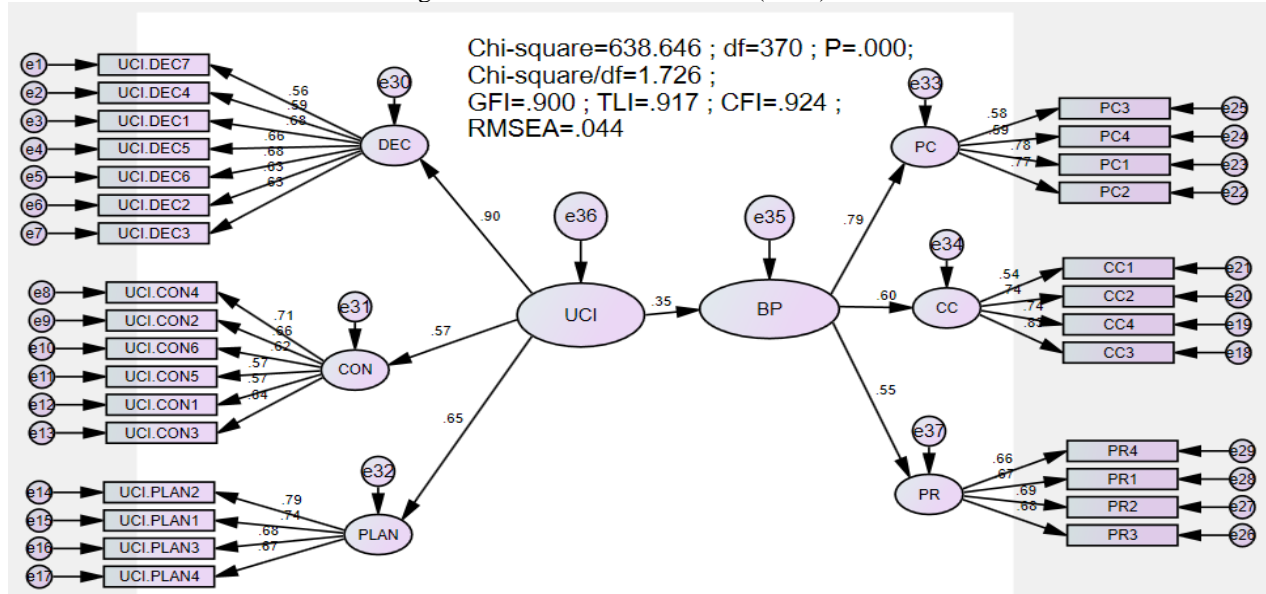 Chi-square=638.646 ; df=370 ; P=.000;
Chi-square/df=1.726 ;
GFI=.900 ; TLI=.917 ; CFI=.924 ;
RMSEA=.044
e1 UCI.DEC7 .56
e2 UCI.DEC4 .59
e3 UCI.DEC1 .68
e4 UCI.DEC5 .66
e5 UCI.DEC6 .68
e6 UCI.DEC2 .63
e7 UCI.DEC3 .63
e30
DEC
.90
e8 UCI.CON4 .71
e9 UCI.CON2 .66
e10 UCI.CON6 .62
e11 UCI.CON5 .57
e12 UCI.CON1 .57
e13 UCI.CON3
e31
CON
.57
e14 UCI.PLAN2 .79
e15 UCI.PLAN1 .74
e16 UCI.PLAN3 .68
e17 UCI.PLAN4 .67
e32
PLAN
.65
e36
UCI
.35
e35
BP
.79
e33
PC
.58 PC3 e25
.59 PC4 e24
.78 PC1 e23
.77 PC2 e22
.60
e34
CC
.54 CC1 e21
.74 CC2 e20
.74 CC4 e19
.83 CC3 e18
.55
e37
PR
.66 PR4 e29
.67 PR1 e28
.69 PR2 e27
.68 PR3 e26